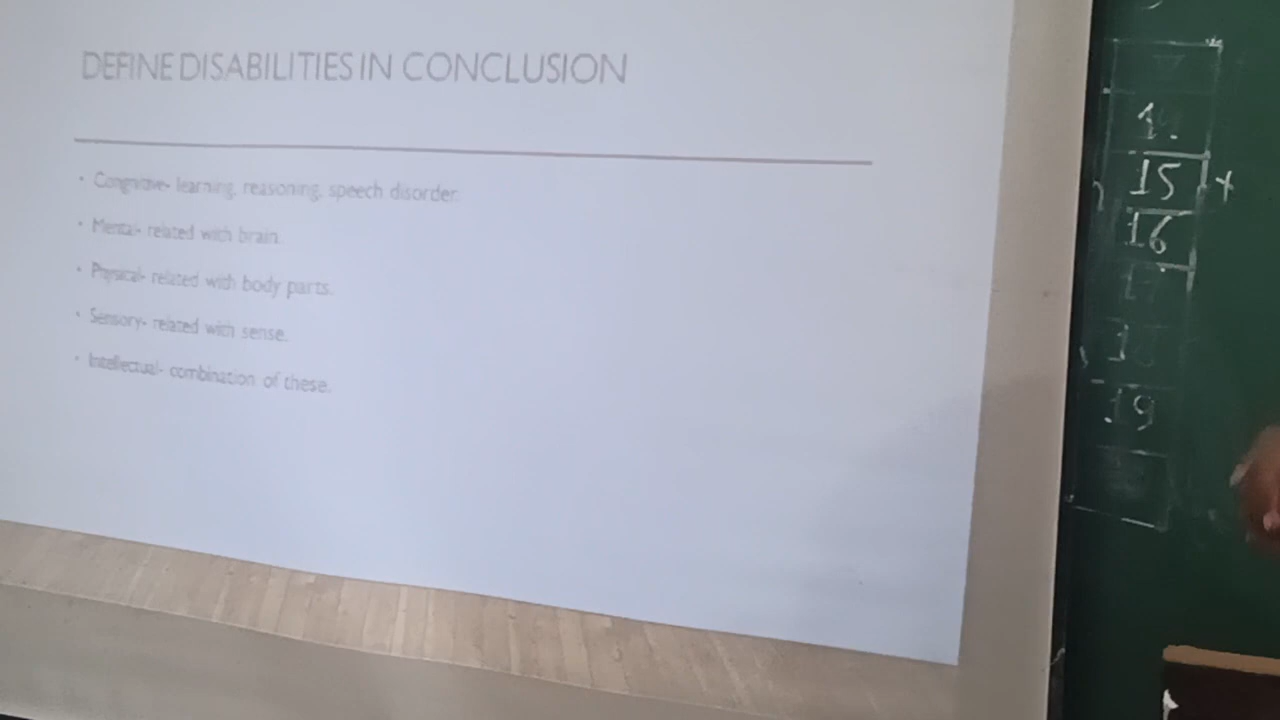 DEFINE DISABILITIES IN CONCLUSION
• Congnitive- learning, reasoning, speech disorder.
• Mental- related with brain.
• Physical- related with body parts.
• Sensory- related with sense.
• Intellectual- combination of these.
15
16
19